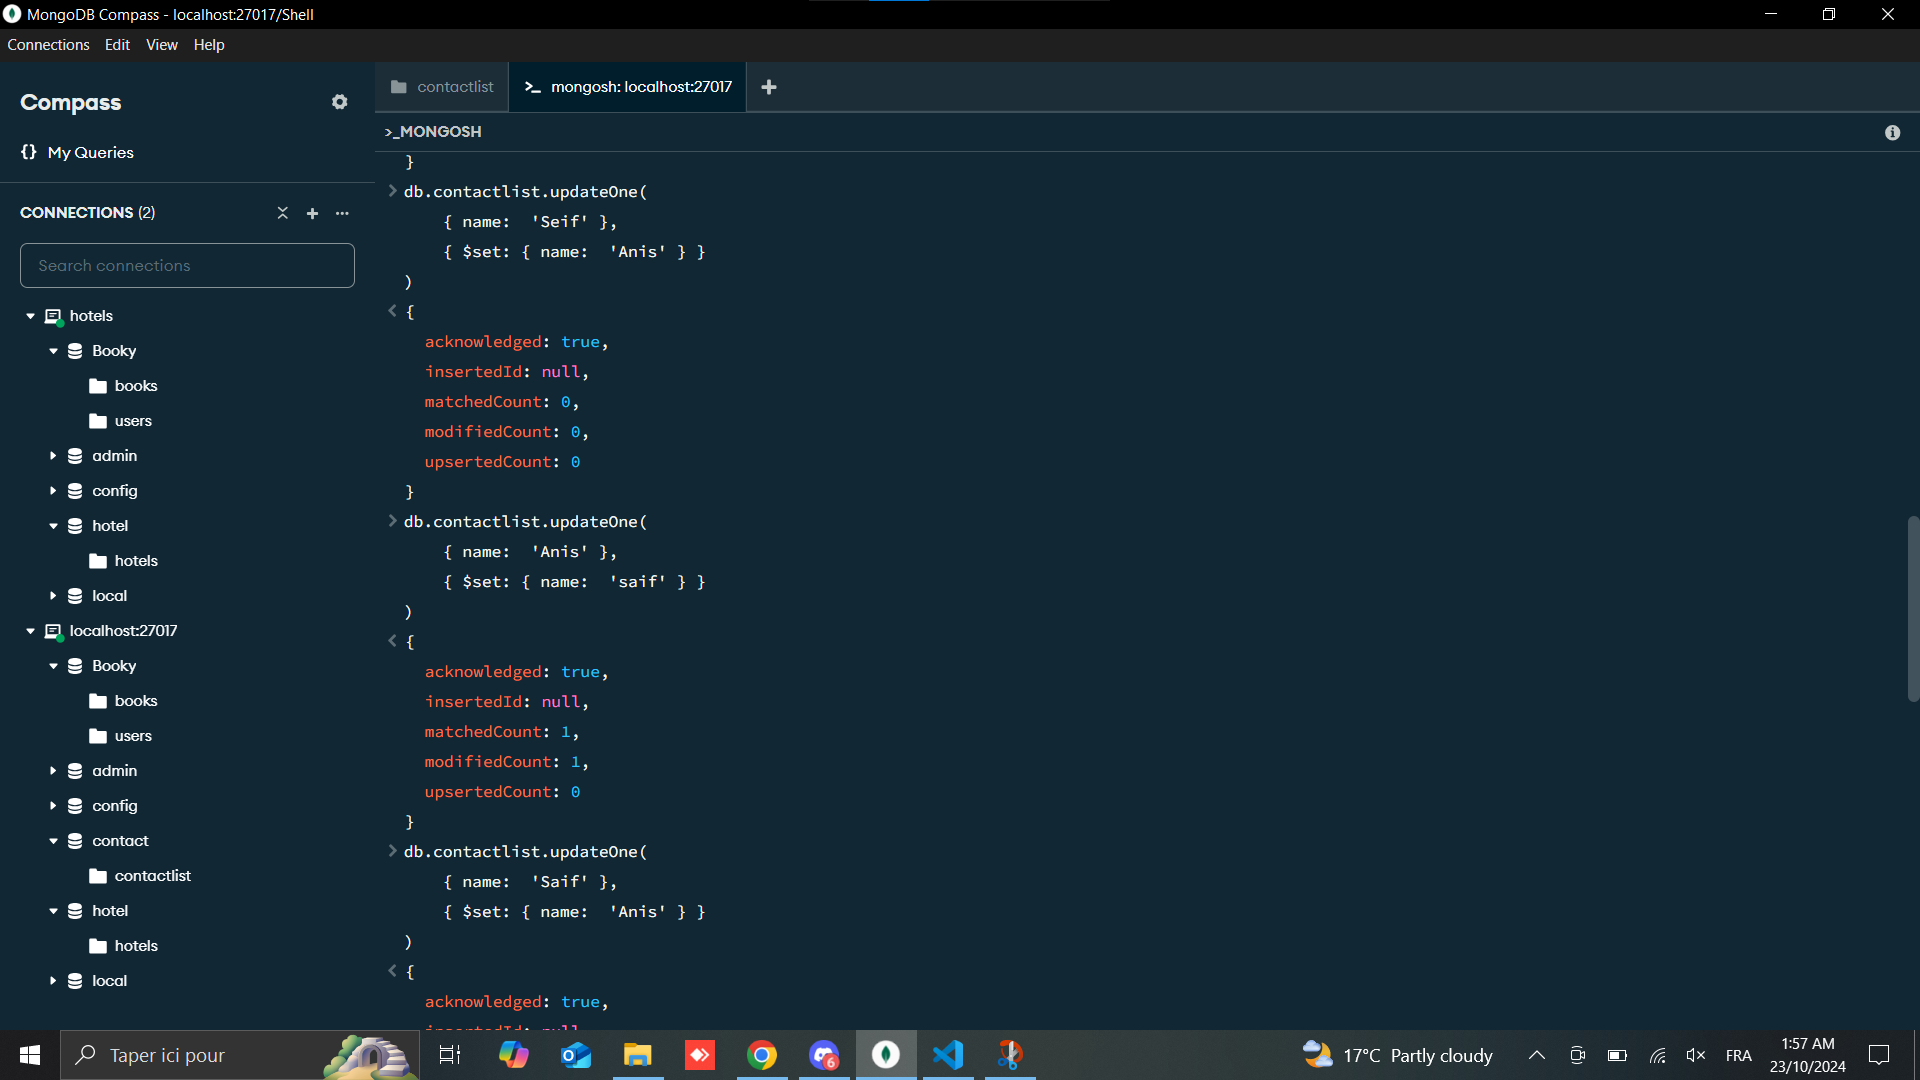 MongoDB Compass - localhost:27017/Shell
Connections Edit View Help
Compass
{} My Queries
CONNECTIONS (2)
Search connections
hotels
Booky
books
users
admin
config
hotel
hotels
local
localhost:27017
Booky
books
users
admin
config
contact
contactlist
hotel
hotels
local
contactlist
>_ mongosh: localhost:27017
>_MONGOSH
}
> db.contactlist.updateOne(
{ name:  'Seif' },
{ $set: { name:  'Anis' } }
)
< {
acknowledged: true,
insertedId: null,
matchedCount: 0,
modifiedCount: 0,
upsertedCount: 0
}
> db.contactlist.updateOne(
{ name:  'Anis' },
{ $set: { name:  'saif' } }
)
< {
acknowledged: true,
insertedId: null,
matchedCount: 1,
modifiedCount: 1,
upsertedCount: 0
}
> db.contactlist.updateOne(
{ name:  'Saif' },
{ $set: { name:  'Anis' } }
)
< {
acknowledged: true,
insertedId: null
Taper ici pour
6
17°C Partly cloudy
FRA
1:57 AM
23/10/2024